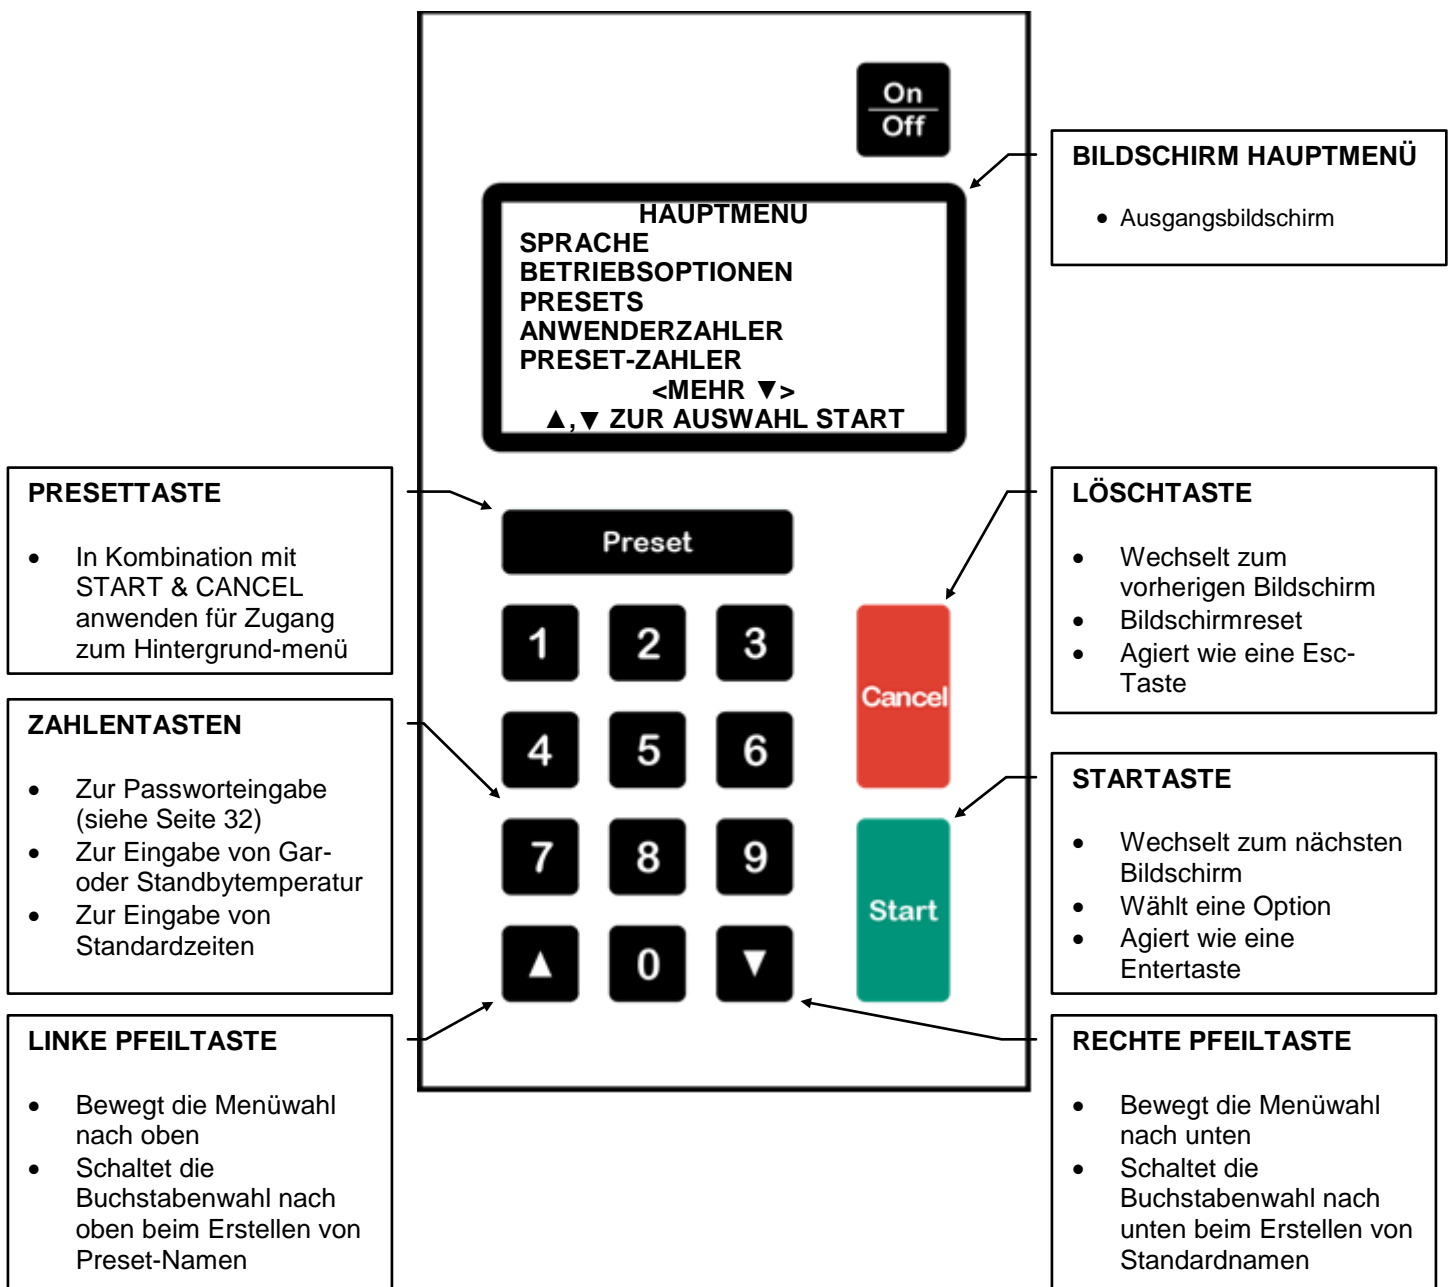 On
Off
BILDSCHIRM HAUPTMENÜ
• Ausgangsbildschirm
HAUPTMENU
SPRACHE
BETRIEBSOPTIONEN
PRESETS
ANWENDERZAHLER
PRESET-ZAHLER
<MEHR ▼>
▲,▼ ZUR AUSWAHL START
PRESETTASTE
• In Kombination mit
START & CANCEL
anwenden für Zugang
zum Hintergrund-menü
Preset
LÖSCHTASTE
• Wechselt zum
vorherigen Bildschirm
• Bildschirmreset
• Agiert wie eine Esc-
Taste
1 2 3
Cancel
ZAHLENTASTEN
• Zur Passworteingabe
(siehe Seite 32)
• Zur Eingabe von Gar-
oder Standbytemperatur
• Zur Eingabe von
Standardzeiten
4 5 6
STARTASTE
• Wechselt zum nächsten
Bildschirm
• Wählt eine Option
• Agiert wie eine
Entertaste
7 8 9
Start
▲ 0 ▼
LINKE PFEILTASTE
• Bewegt die Menüwahl
nach oben
• Schaltet die
Buchstabenwahl nach
oben beim Erstellen von
Preset-Namen
RECHTE PFEILTASTE
• Bewegt die Menüwahl
nach unten
• Schaltet die
Buchstabenwahl nach
unten beim Erstellen von
Standardnamen